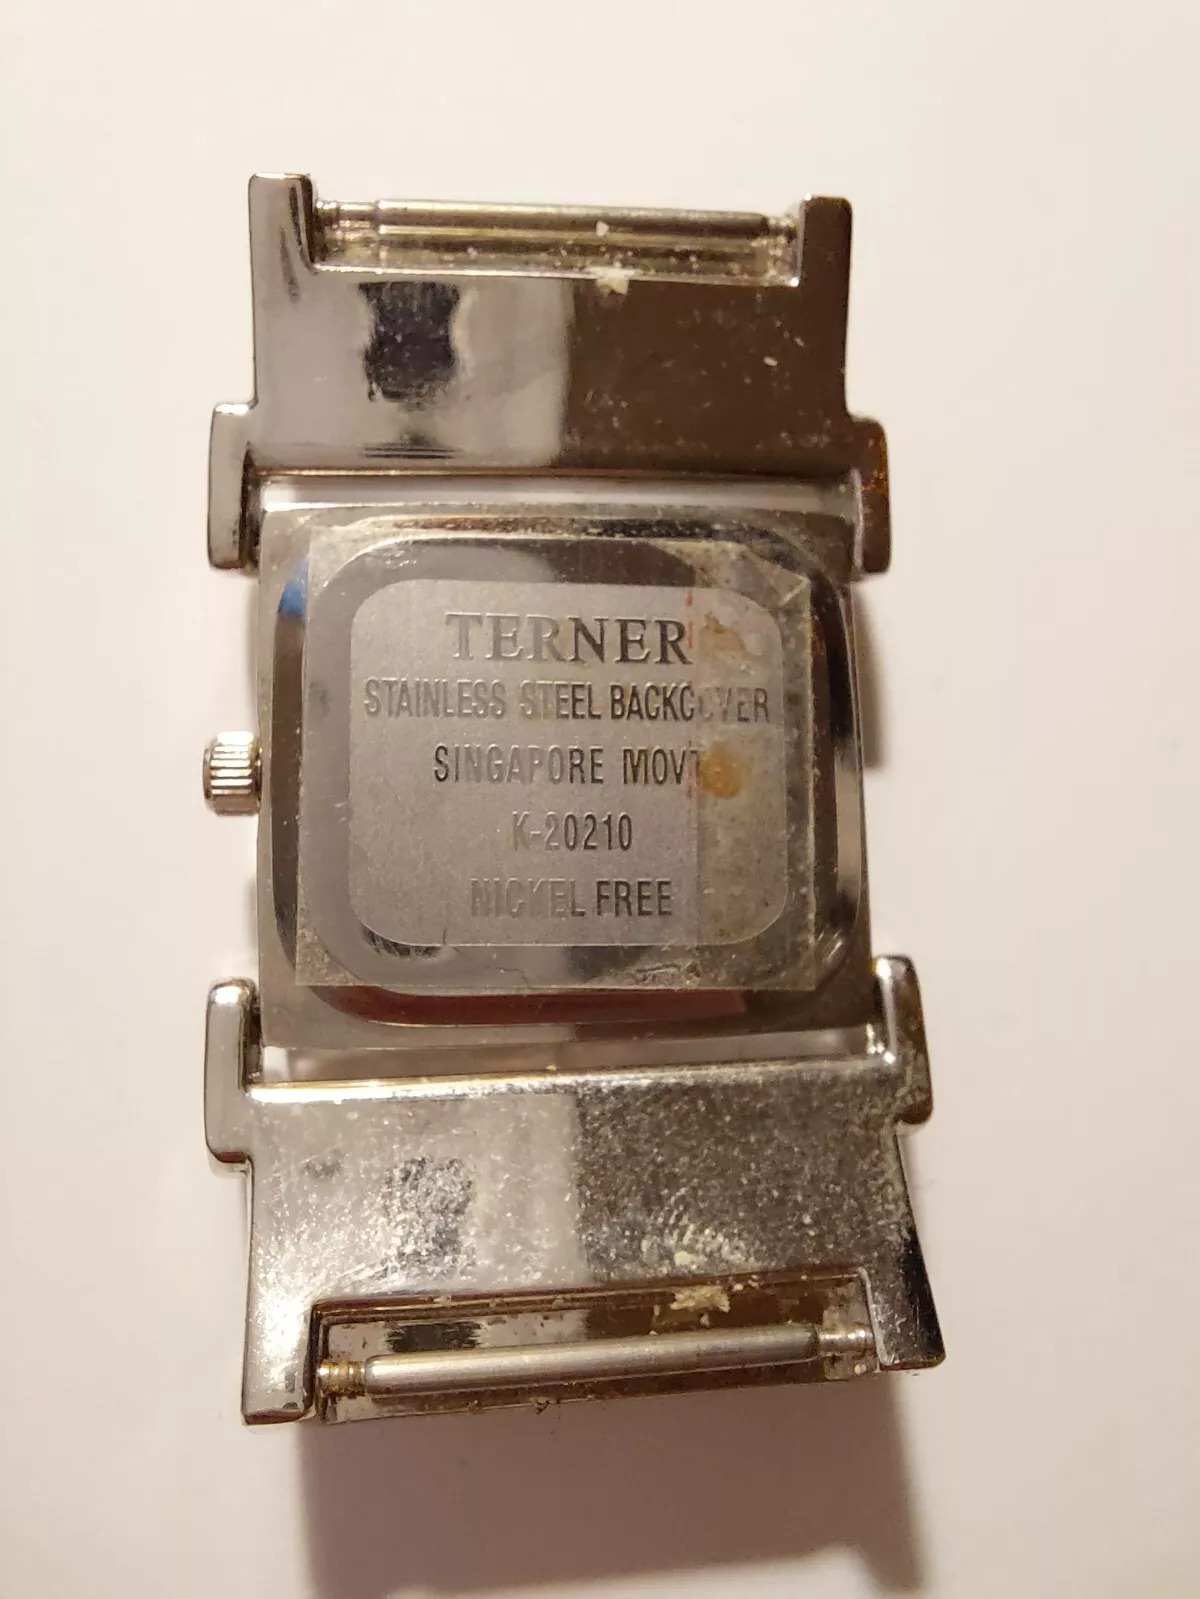 TERNER
STAINLESS STEEL BACKCOVER
SINGAPORE MOVT
K-20210
NICKEL FREE